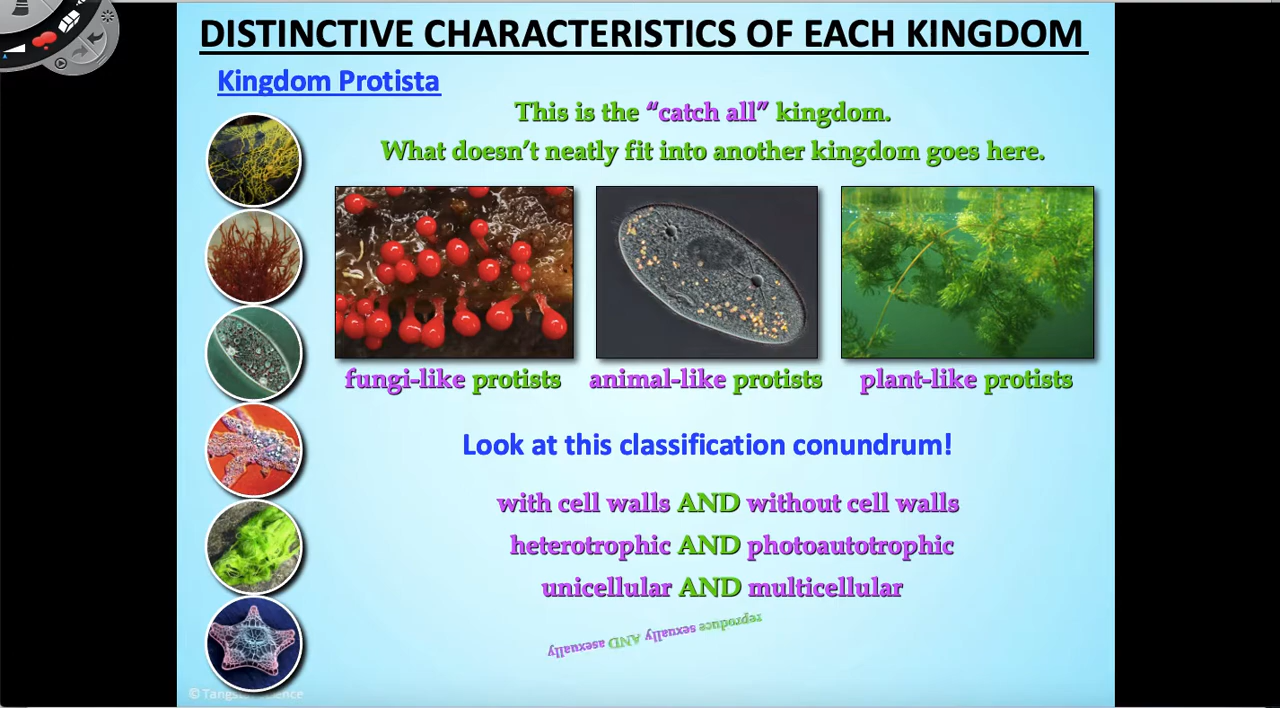 DISTINCTIVE CHARACTERISTICS OF EACH KINGDOM
Kingdom Protista
This is the “catch all” kingdom.
What doesn’t neatly fit into another kingdom goes here.
fungi-like protists
animal-like protists
plant-like protists
Look at this classification conundrum!
with cell walls AND without cell walls
heterotrophic AND photoautotrophic
unicellular AND multicellular
reproduce sexually AND asexually
©